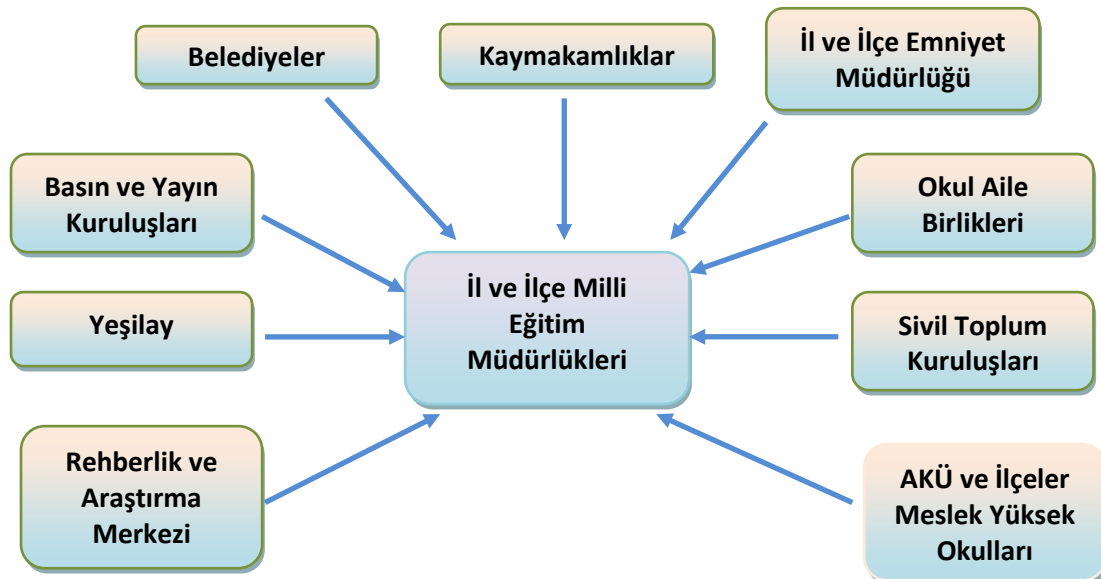 Belediyeler
Kaymakamlıklar
İl ve İlçe Emniyet
Müdürlüğü
Basın ve Yayın
Kuruluşları
Okul Aile
Birlikleri
İl ve İlçe Milli
Eğitim
Müdürlükleri
Yeşilay
Sivil Toplum
Kuruluşları
Rehberlik ve
Araştırma
Merkezi
AKÜ ve İlçeler
Meslek Yüksek
Okulları